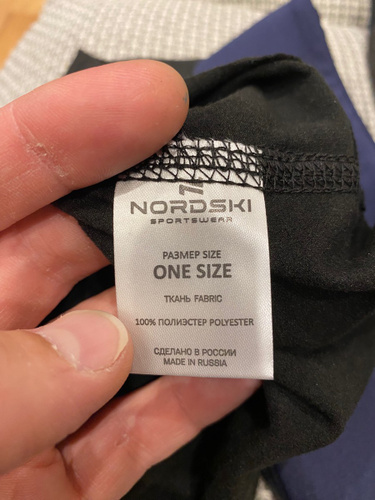 NORDSKI
SPORTSWEAR
РАЗМЕР SIZE
ONE SIZE
ТКАНЬ FABRIC
100% ПОЛИЭСТЕР POLYESTER
СДЕЛАНО В РОССИИ
MADE IN RUSSIA